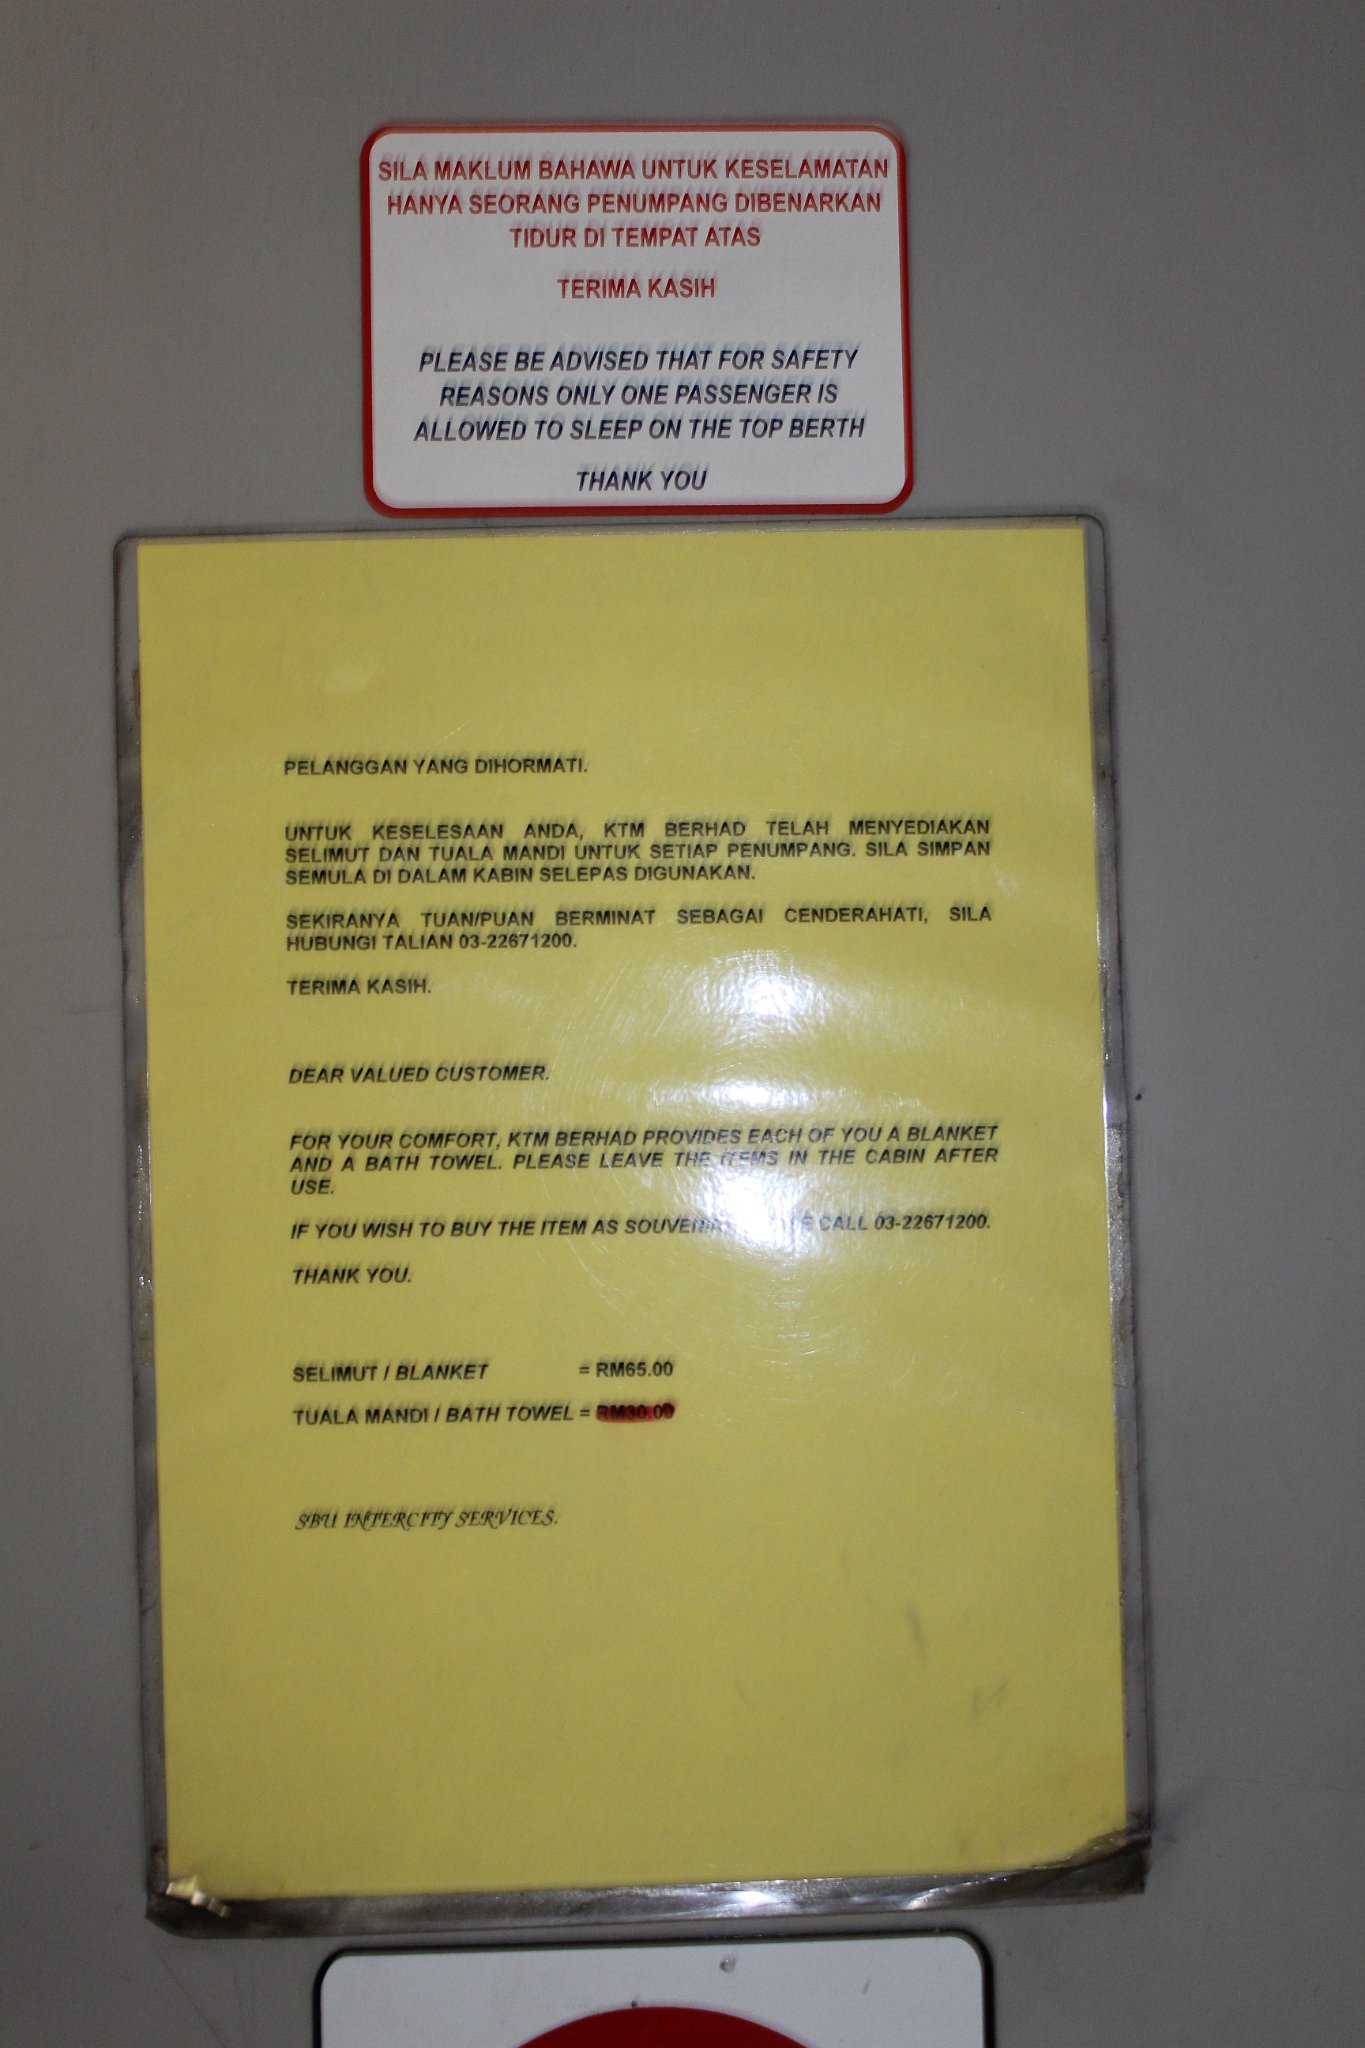 SILA MAKLUM BAHAWA UNTUK KESELAMATAN
HANYA SEORANG PENUMPANG DIBENARKAN
TIDUR DI TEMPAT ATAS
TERIMA KASIH
PLEASE BE ADVISED THAT FOR SAFETY
REASONS ONLY ONE PASSENGER IS
ALLOWED TO SLEEP ON THE TOP BERTH
THANK YOU
PELANGGAN YANG DIHORMATI.
UNTUK KESELESAAN ANDA, KTM BERHAD TELAH MENYEDIAKAN
SELIMUT DAN TUALA MANDI UNTUK SETIAP PENUMPANG. SILA SIMPAN
SEMULA DI DALAM KABIN SELEPAS DIGUNAKAN.
SEKIRANYA TUAN/PUAN BERMINAT SEBAGAI CENDERAHATI, SILA
HUBUNGI TALIAN 03-22671200.
TERIMA KASIH.
DEAR VALUED CUSTOMER.
FOR YOUR COMFORT, KTM BERHAD PROVIDES EACH OF YOU A BLANKET
AND A BATH TOWEL. PLEASE LEAVE THE ITEMS IN THE CABIN AFTER
USE.
IF YOU WISH TO BUY THE ITEM AS CALL 03-22671200.
THANK YOU.
SELIMUT / BLANKET = RM65.00
TUALA MANDI / BATH TOWEL = RM30.00
SBU INTERCITY SERVICES.